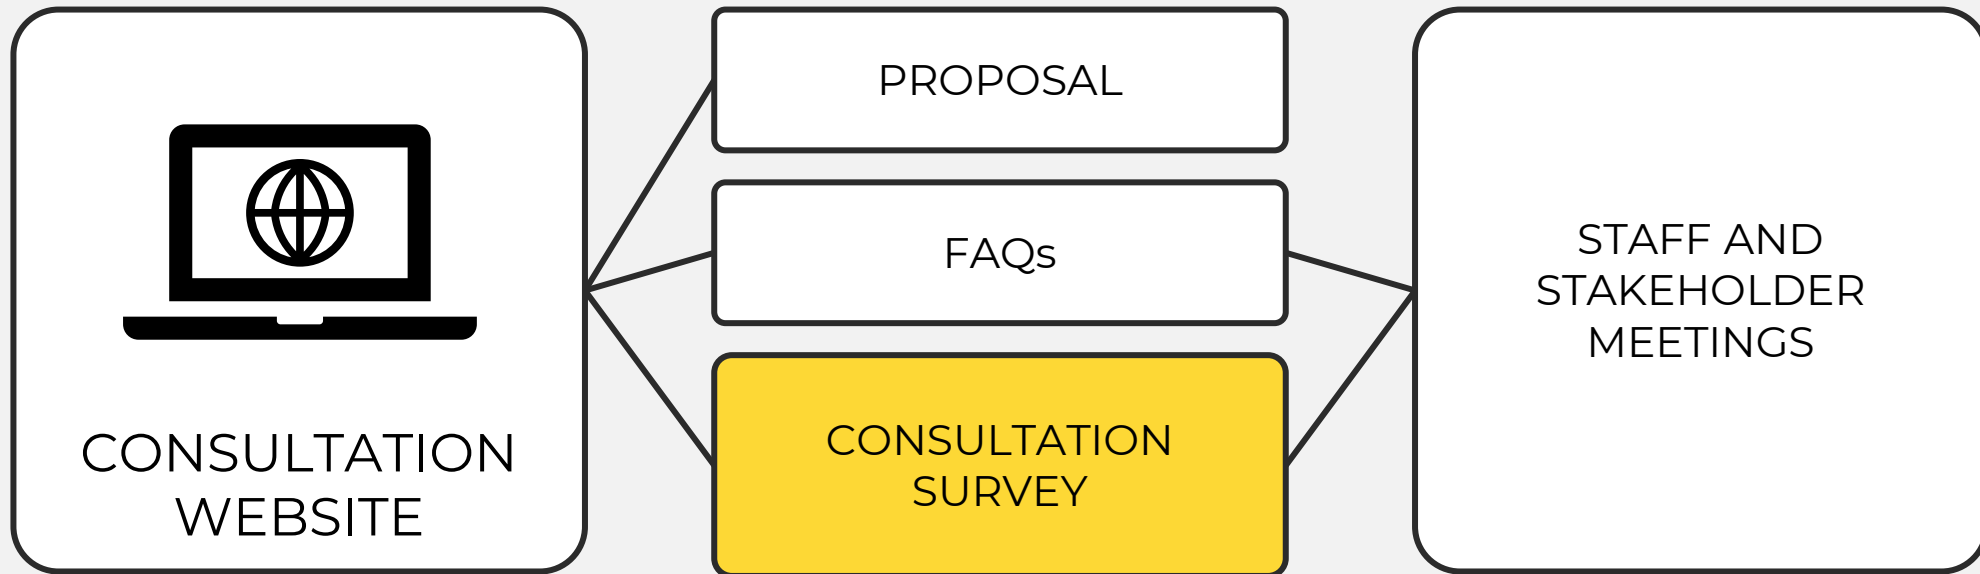 CONSULTATION
WEBSITE
PROPOSAL
FAQs
CONSULTATION
SURVEY
STAFF AND
STAKEHOLDER
MEETINGS